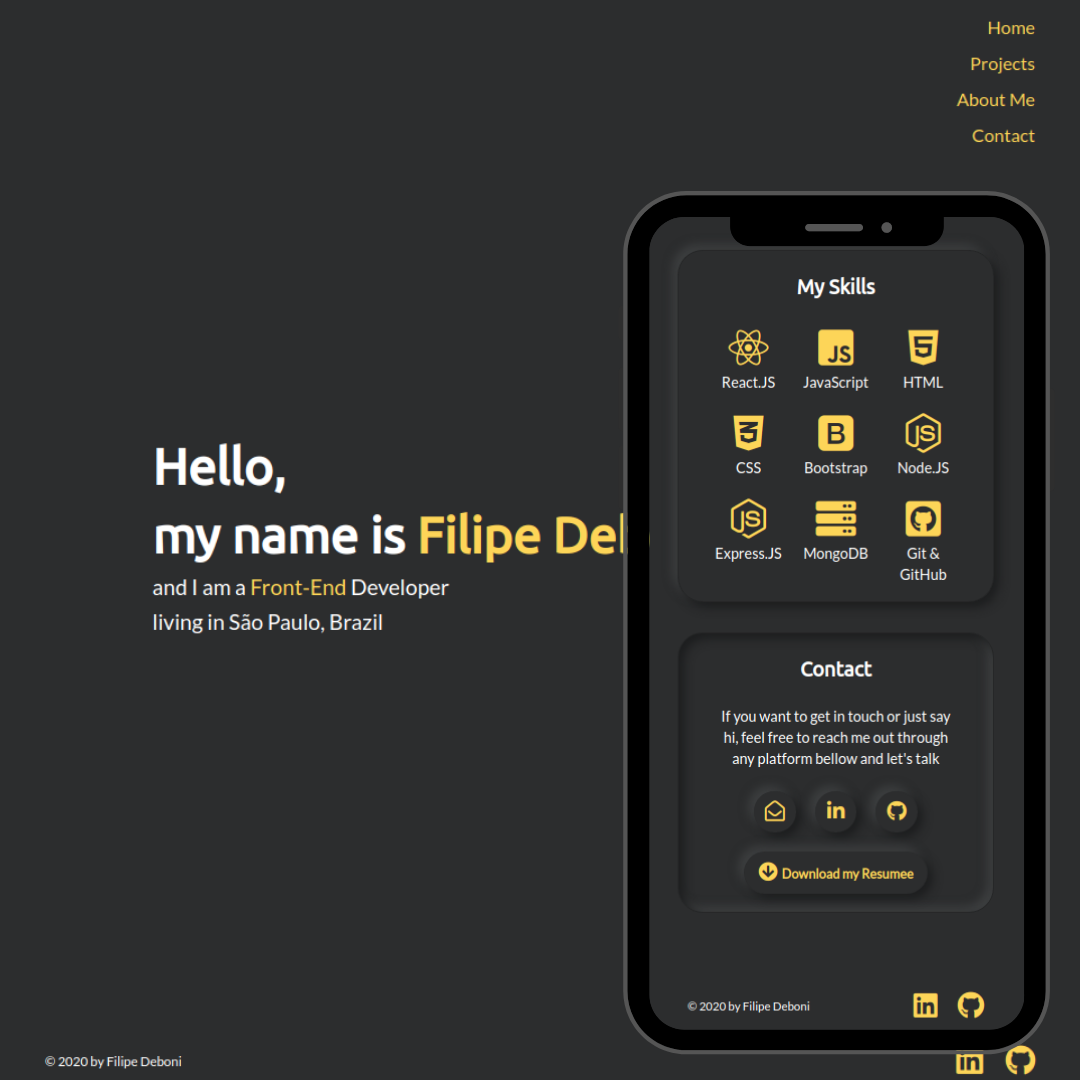 Home
Projects
About Me
Contact
Hello,
my name is Filipe
and I am a Front-End Developer
living in São Paulo, Brazil
My Skills
JS
JS
React.JS JavaScript HTML
B
CSS Bootstrap Node.JS
JS
Express.JS MongoDB Git &
GitHub
Contact
If you want to get in touch or just say
hi, feel free to reach me out through
any platform bellow and let's talk
in
Download my Resumee
© 2020 by Filipe Deboni
in
© 2020 by Filipe Deboni
in